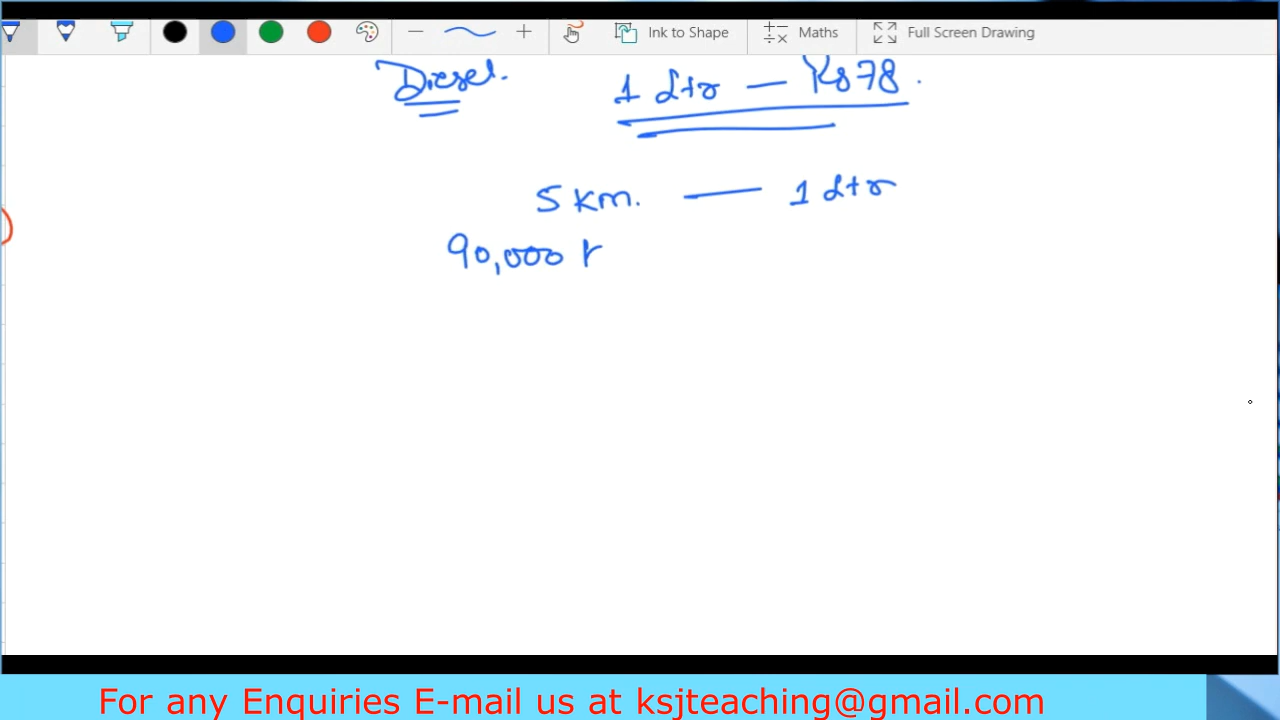 Ink to Shape Maths Full Screen Drawing
Diesel. 1 Ltr — Rs 78.
5 Km. — 1 Ltr
90,000 k
For any Enquiries E-mail us at ksjteaching@gmail.com